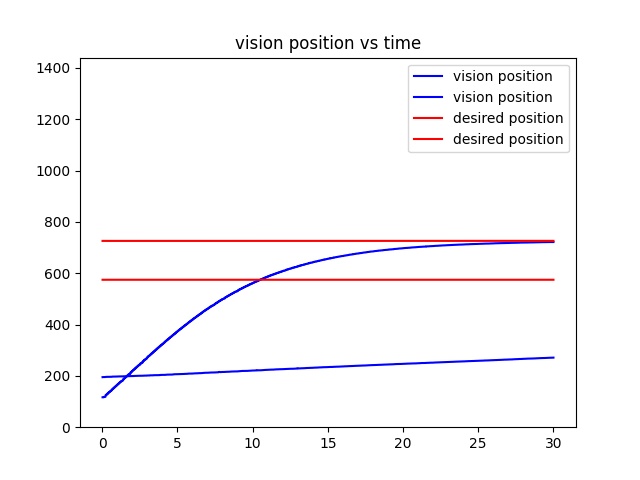 vision position vs time
1400
1200
1000
800
600
400
200
0
vision position
vision position
desired position
desired position
0 5 10 15 20 25 30